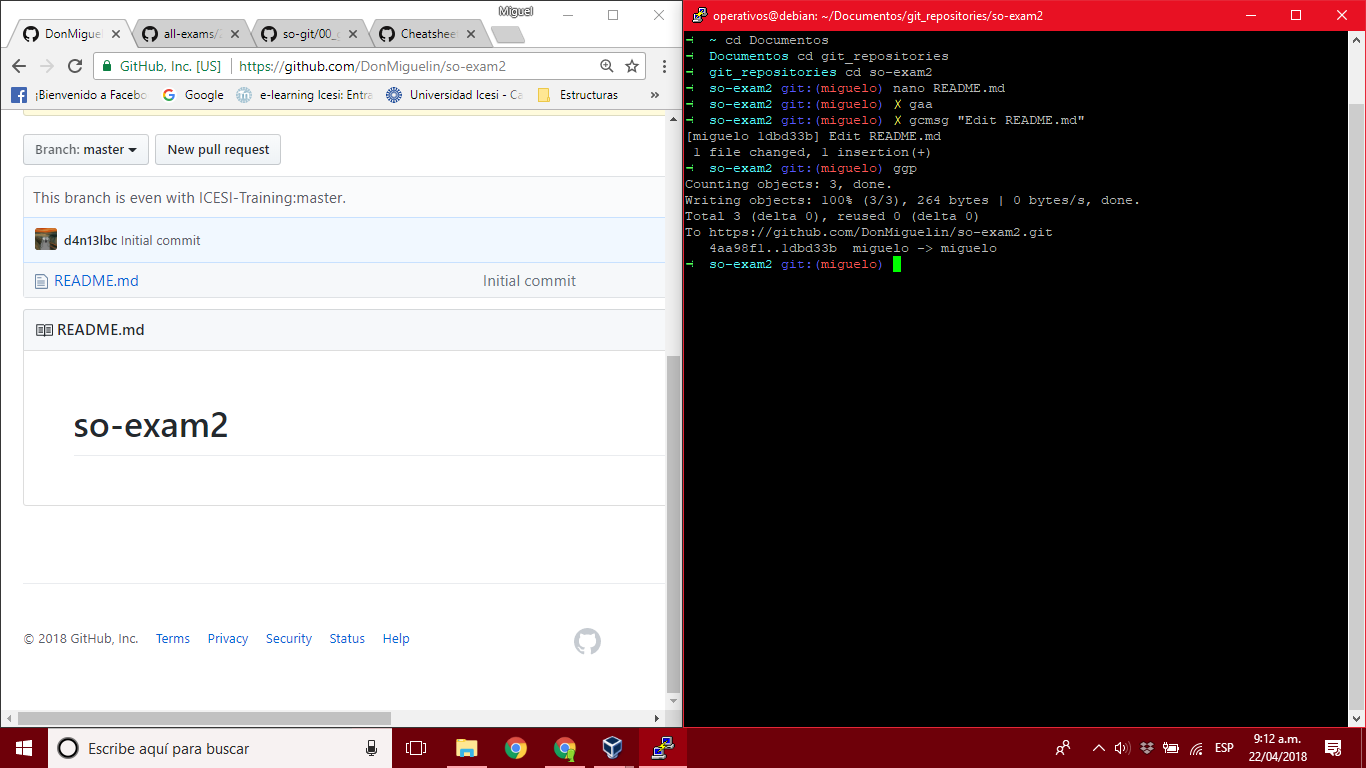 Miguel
DonMigue
all-exams/
so-git/00_
Cheatshee
GitHub, Inc. [US]
https://github.com/DonMiguelin/so-exam2
¡Bienvenido a Facebo
Google
e-learning Icesi: Entra
Universidad Icesi - Ca
Estructuras
»
Branch: master
New pull request
This branch is even with ICESI-Training:master.
d4n13lbc Initial commit
README.md
Initial commit
README.md
so-exam2
© 2018 GitHub, Inc.
Terms
Privacy
Security
Status
Help
operativos@debian: ~/Documentos/git_repositories/so-exam2
~ cd Documentos
Documentos cd git_repositories
git_repositories cd so-exam2
so-exam2 git:(miguelo) nano README.md
so-exam2 git:(miguelo) ✗ gaa
so-exam2 git:(miguelo) ✗ gcmsg "Edit README.md"
[miguelo 1dbd33b] Edit README.md
1 file changed, 1 insertion(+)
so-exam2 git:(miguelo) ggp
Counting objects: 3, done.
Writing objects: 100% (3/3), 264 bytes | 0 bytes/s, done.
Total 3 (delta 0), reused 0 (delta 0)
To https://github.com/DonMiguelin/so-exam2.git
4aa98f1..1dbd33b miguelo -> miguelo
so-exam2 git:(miguelo)
Escribe aquí para buscar
ESP
9:12 a.m.
22/04/2018